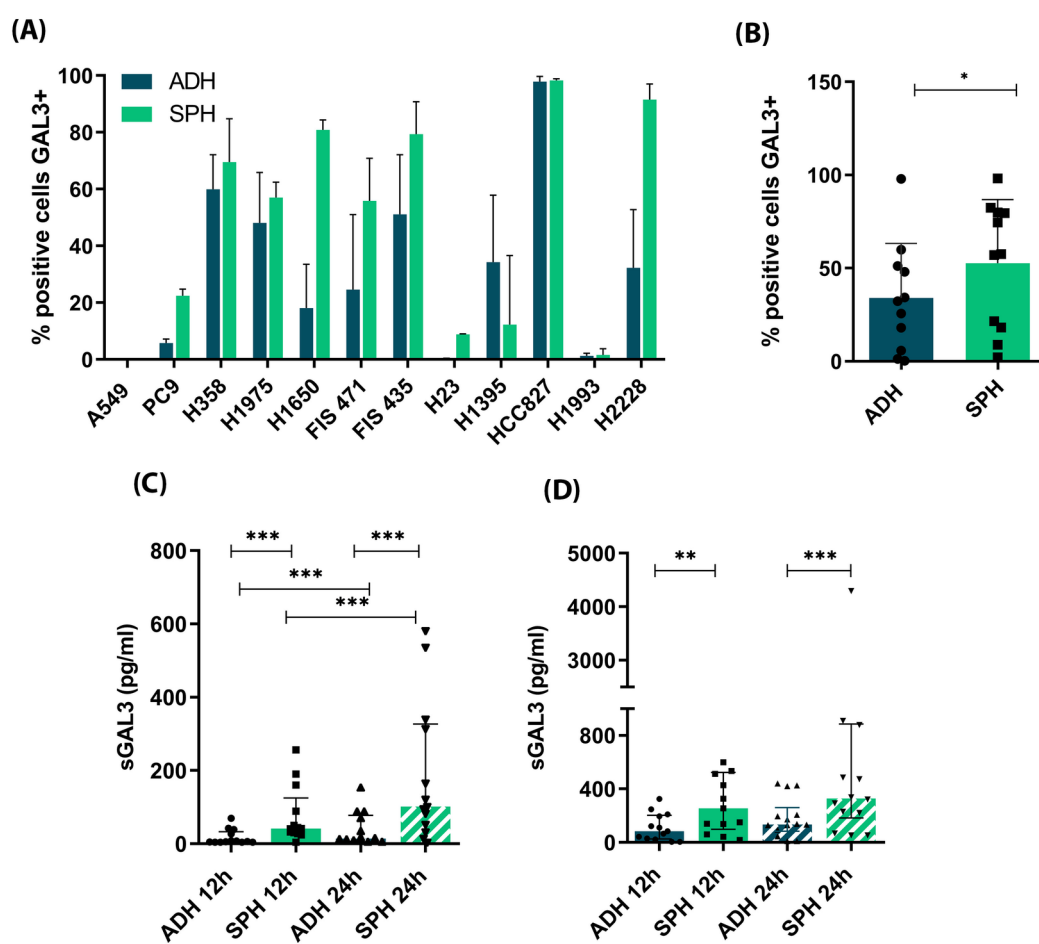 (A)
% positive cells GAL3+
100
80
60
40
20
0
ADH
SPH
A549
PC9
H358
H1975
H1650
FIS 471
FIS 435
H23
H1395
HCC827
H1993
H2228
(B)
% positive cells GAL3+
150
100
50
0
*
ADH
SPH
(C)
sGAL3 (pg/ml)
800
600
400
200
0
*** ***
***
***
ADH 12h
SPH 12h
ADH 24h
SPH 24h
(D)
sGAL3 (pg/ml)
5000
4000
3000
800
400
0
** ***
ADH 12h
SPH 12h
ADH 24h
SPH 24h